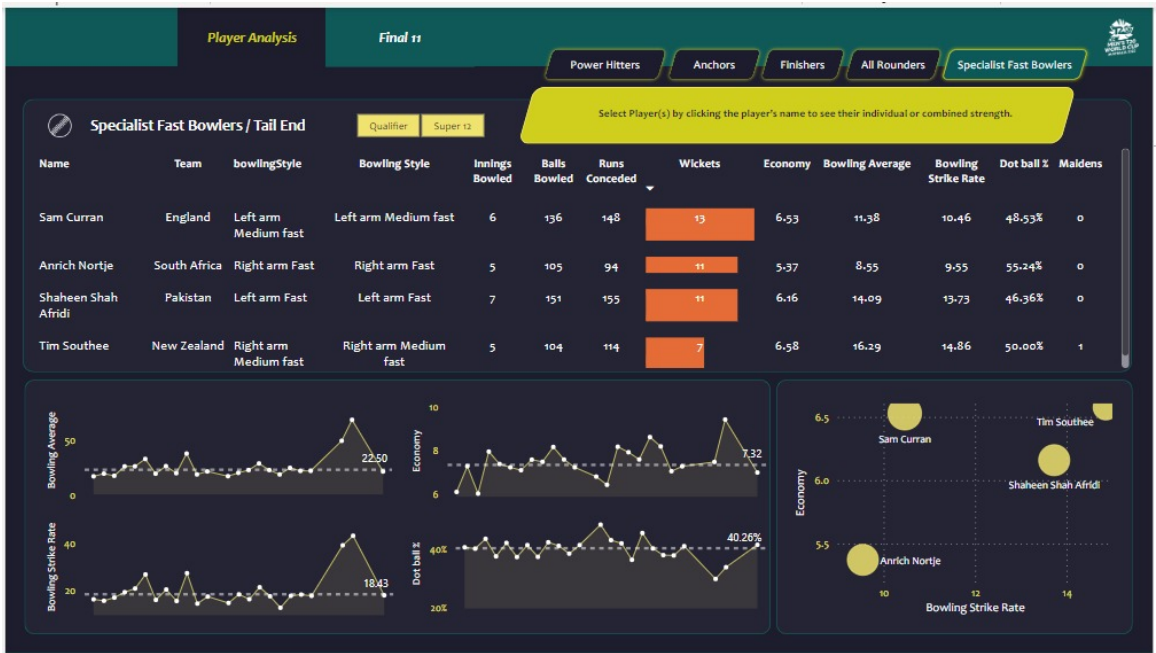 Player Analysis
Final 11
MEN'S T20
WORLD CUP
Power Hitters
Anchors
Finishers
All Rounders
Specialist Fast Bowlers
Specialist Fast Bowlers / Tail End
Qualifier
Super 12
Select Player(s) by clicking the player's name to see their individual or combined strength.
Name Team bowlingStyle Bowling Style Innings Balls Runs Wickets Economy Bowling Average Bowling Dot ball % Maidens
Bowled Bowled Conceded Strike Rate
Sam Curran England Left arm Left arm Medium fast 6 136 148 13 6.53 11.38 10.46 48.53% 0
Medium fast
Anrich Nortje South Africa Right arm Fast Right arm Fast 5 105 94 11 5.37 8.55 9.55 55.24% 0
Shaheen Shah Pakistan Left arm Fast Left arm Fast 7 151 155 11 6.16 14.09 13.73 46.36% 0
Afridi
Tim Southee New Zealand Right arm Right arm Medium 5 104 114 7 6.58 16.29 14.86 50.00% 1
Medium fast fast
Bowling Average
50
0
22.50
Economy
10
8
6
7.32
Bowling Strike Rate
40
20
18.43
Dot ball %
40%
20%
40.26%
Economy
6.5
6.0
5.5
Sam Curran
Tim Southee
Shaheen Shah Afridi
Anrich Nortje
10 12 14
Bowling Strike Rate